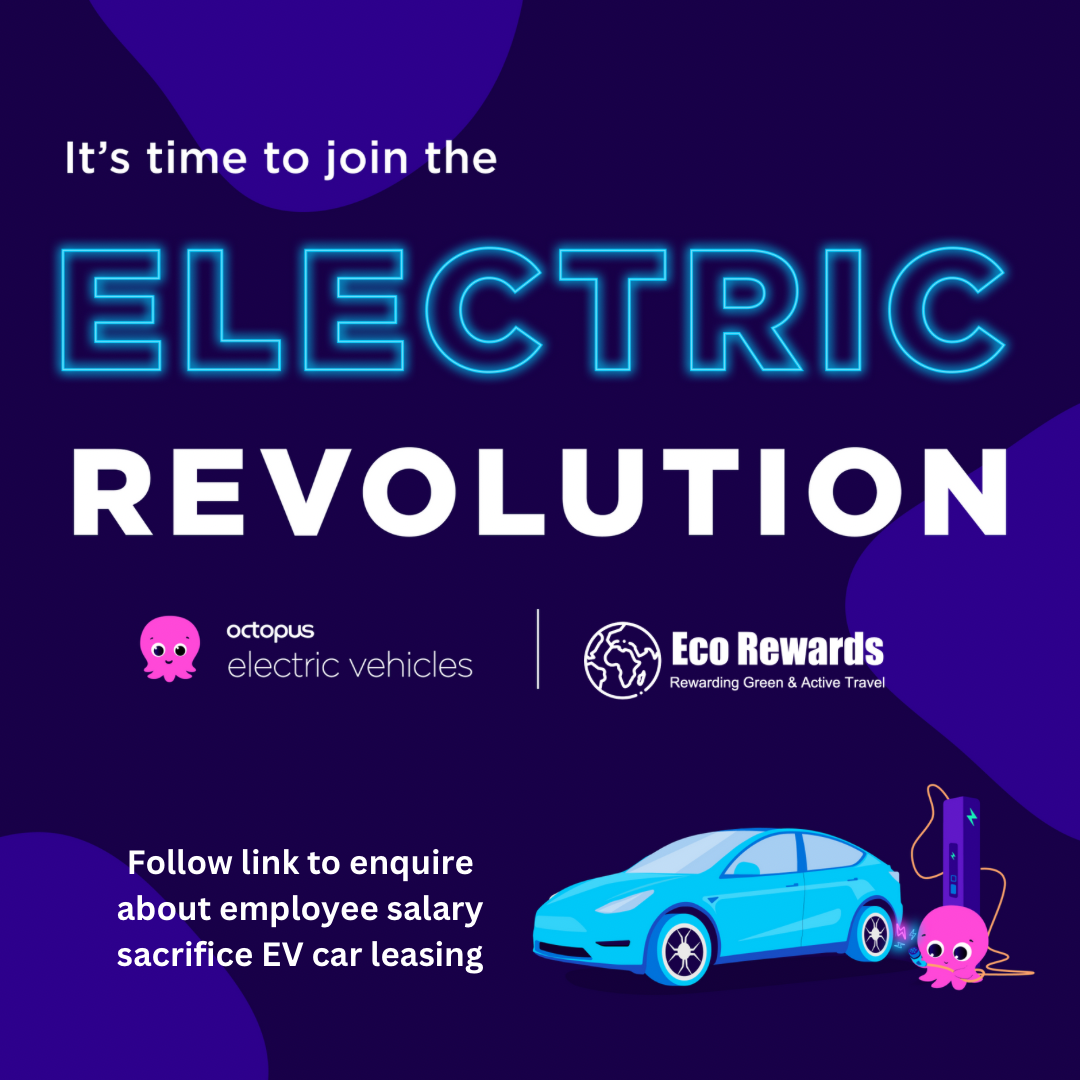 It’s time to join the
ELECTRIC
REVOLUTION
octopus
electric vehicles
Eco Rewards
Rewarding Green & Active Travel
Follow link to enquire
about employee salary
sacrifice EV car leasing